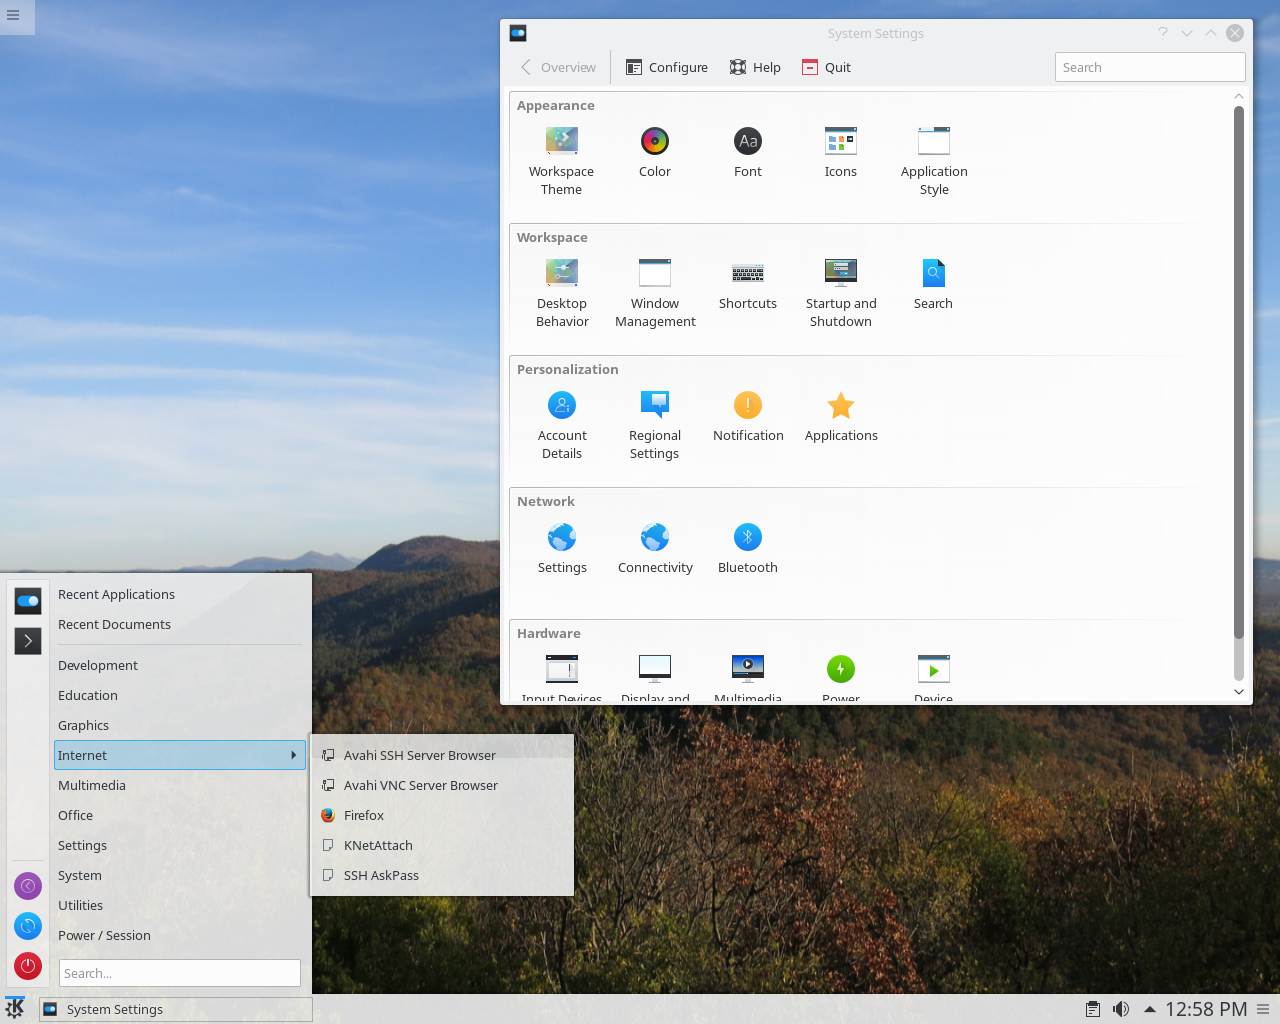 System Settings
Overview
Configure
Help
Quit
Search
Appearance
Workspace Theme
Color
Font
Icons
Application Style
Workspace
Desktop Behavior
Window Management
Shortcuts
Startup and Shutdown
Search
Personalization
Account Details
Regional Settings
Notification
Applications
Network
Settings
Connectivity
Bluetooth
Hardware
Input Devices
Display and
Multimedia
Power
Device
Recent Applications
Recent Documents
Development
Education
Graphics
Internet
Multimedia
Office
Settings
System
Utilities
Power / Session
Search...
Avahi SSH Server Browser
Avahi VNC Server Browser
Firefox
KNetAttach
SSH AskPass
System Settings
12:58 PM